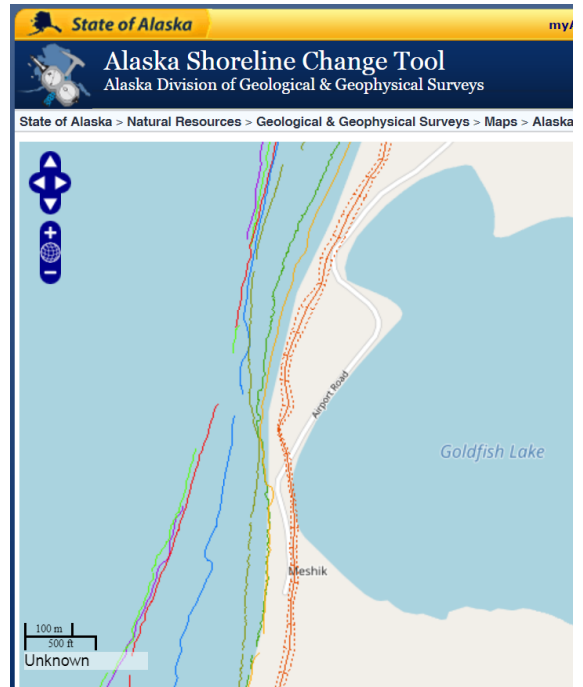 State of Alaska
myA
Alaska Shoreline Change Tool
Alaska Division of Geological & Geophysical Surveys
State of Alaska > Natural Resources > Geological & Geophysical Surveys > Maps > Alaska
Airport Road
Goldfish Lake
Meshik
100 m
500 ft
Unknown